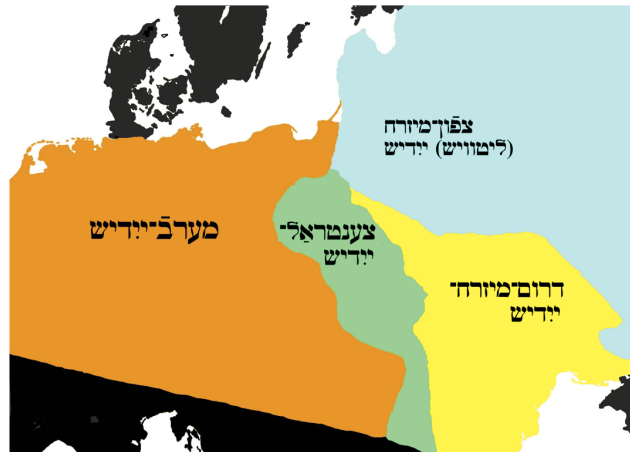 צפֿון־מיזרח
(ליטוויש) ייִדיש
מערבֿ־ייִדיש
צענטראַל־
ייִדיש
דרום־מיזרח־
ייִדיש